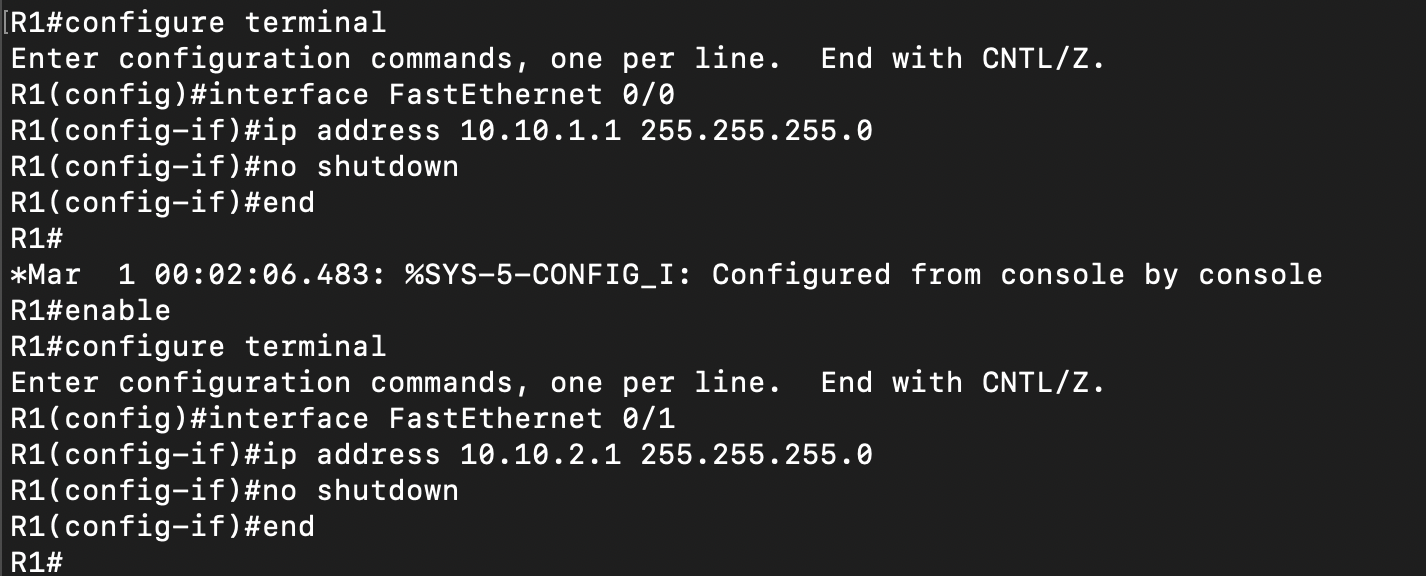 [R1#configure terminal
Enter configuration commands, one per line.  End with CNTL/Z.
R1(config)#interface FastEthernet 0/0
R1(config-if)#ip address 10.10.1.1 255.255.255.0
R1(config-if)#no shutdown
R1(config-if)#end
R1#
*Mar  1 00:02:06.483: %SYS-5-CONFIG_I: Configured from console by console
R1#enable
R1#configure terminal
Enter configuration commands, one per line.  End with CNTL/Z.
R1(config)#interface FastEthernet 0/1
R1(config-if)#ip address 10.10.2.1 255.255.255.0
R1(config-if)#no shutdown
R1(config-if)#end
R1#